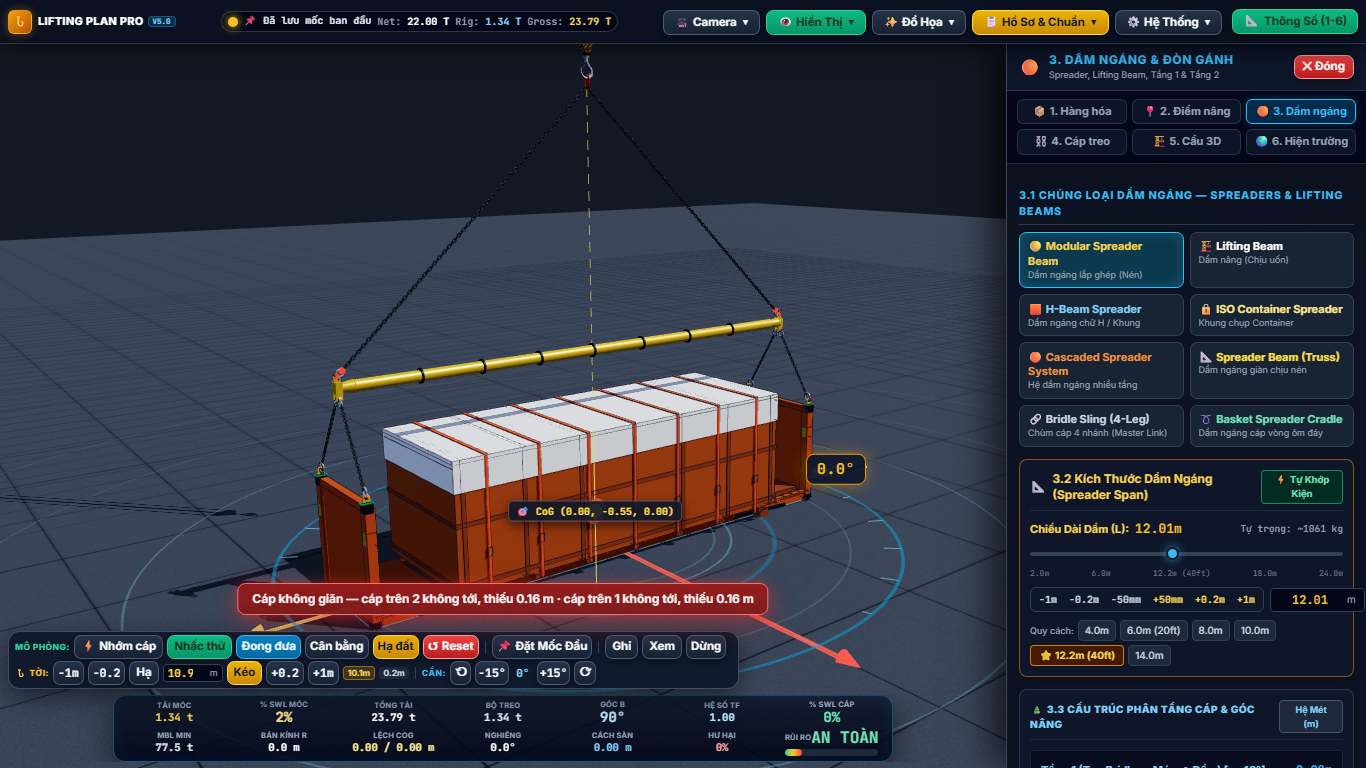 LIFTING PLAN PRO V5.0
Đã lưu mốc ban đầu Net: 22.00 T Rig: 1.34 T Gross: 23.79 T
Camera ▾
Hiển Thị ▾
Đồ Họa ▾
Hồ Sơ & Chuẩn ▾
Hệ Thống ▾
Thông Số (1-6)
3. DẦM NGÁNG & ĐÒN GÁNH
Spreader, Lifting Beam, Tầng 1 & Tầng 2
✕ Đóng
1. Hàng hóa
2. Điểm nâng
3. Dầm ngáng
4. Cáp treo
5. Cẩu 3D
6. Hiện trường
3.1 CHỦNG LOẠI DẦM NGÁNG — SPREADERS & LIFTING
BEAMS
Modular Spreader
Beam
Dầm ngáng lắp ghép (Nén)
Lifting Beam
Dầm nâng (Chịu uốn)
H-Beam Spreader
Dầm ngáng chữ H / Khung
ISO Container Spreader
Khung chụp Container
Cascaded Spreader
System
Hệ dầm ngáng nhiều tầng
Spreader Beam (Truss)
Dầm ngáng giàn chịu nén
Bridle Sling (4-Leg)
Chùm cáp 4 nhánh (Master Link)
Basket Spreader Cradle
Dầm ngáng cáp vòng ôm đáy
3.2 Kích Thước Dầm Ngáng
(Spreader Span)
Tự Khớp
Kiện
Chiều Dài Dầm (L): 12.01m
Tự trọng: ~1061 kg
2.0m 6.0m 12.2m (40ft) 18.0m 24.0m
-1m -0.2m -50mm +50mm +0.2m +1m
12.01 m
Quy cách: 4.0m 6.0m (20ft) 8.0m 10.0m
12.2m (40ft) 14.0m
3.3 CẤU TRÚC PHÂN TẦNG CÁP & GÓC
NÂNG
Hệ Mét
(m)
0.0°
CoG (0.00, -0.55, 0.00)
Cáp không giãn — cáp trên 2 không tới, thiếu 0.16 m · cáp trên 1 không tới, thiếu 0.16 m
MÔ PHỎNG: Nhớm cáp Nhấc thử Đong đưa Cân bằng Hạ đất ↺ Reset Đặt Mốc Đầu Ghi Xem Dừng
TỜI: -1m -0.2 Hạ 10.9 m Kéo +0.2 +1m 10.1m 0.2m CẦN: ↺ -15° 0° +15° ↻
TẢI MÓC
1.34 t
% SWL MÓC
2%
TỔNG TẢI
23.79 t
BỘ TREO
1.34 t
GÓC Β
90°
HỆ SỐ TF
1.00
% SWL CÁP
0%
MBL MIN
77.5 t
BÁN KÍNH R
0.0 m
LỆCH COG
0.00 / 0.00 m
NGHIÊNG
0.0°
CÁCH SÀN
0.00 m
HƯ HẠI
0%
RỦI RO AN TOÀN